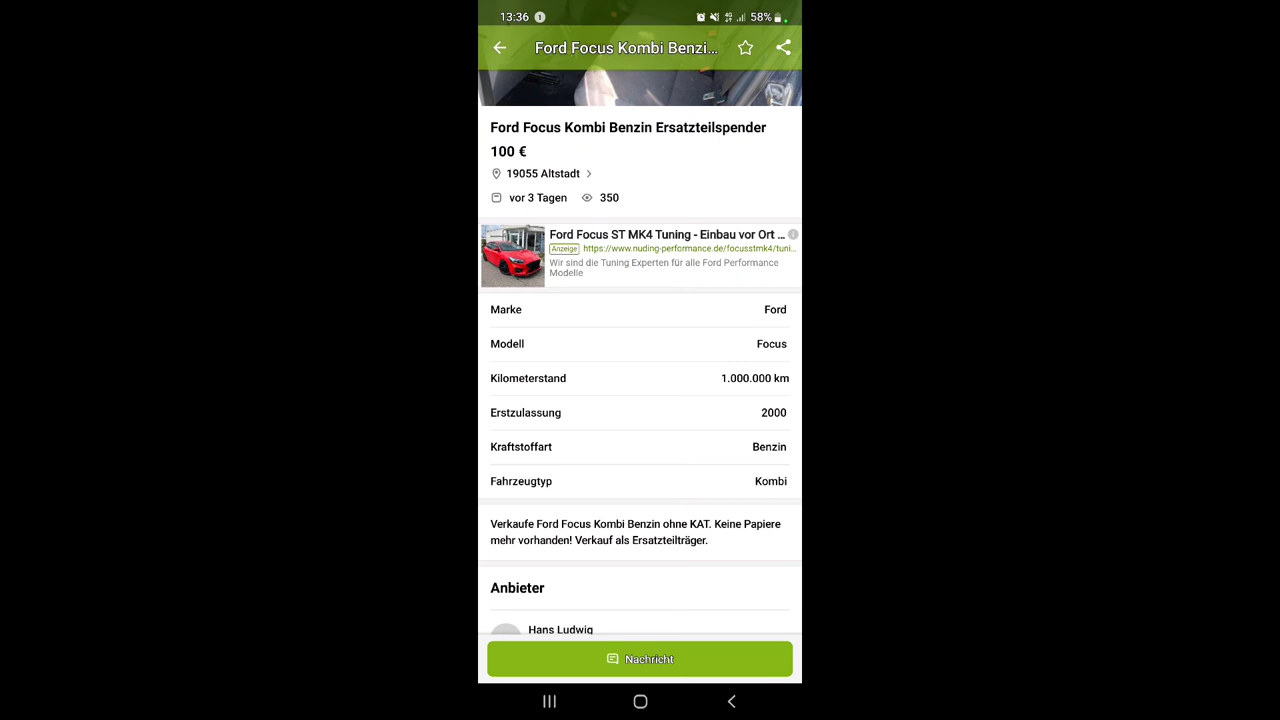 13:36 1 58%
Ford Focus Kombi Benzi...
Ford Focus Kombi Benzin Ersatzteilspender
100 €
19055 Altstadt
vor 3 Tagen 350
Ford Focus ST MK4 Tuning - Einbau vor Ort ...
Anzeige https://www.nuding-performance.de/focusstmk4/tuni...
Wir sind die Tuning Experten für alle Ford Performance
Modelle
Marke Ford
Modell Focus
Kilometerstand 1.000.000 km
Erstzulassung 2000
Kraftstoffart Benzin
Fahrzeugtyp Kombi
Verkaufe Ford Focus Kombi Benzin ohne KAT. Keine Papiere
mehr vorhanden! Verkauf als Ersatzteilträger.
Anbieter
Hans Ludwig
Nachricht